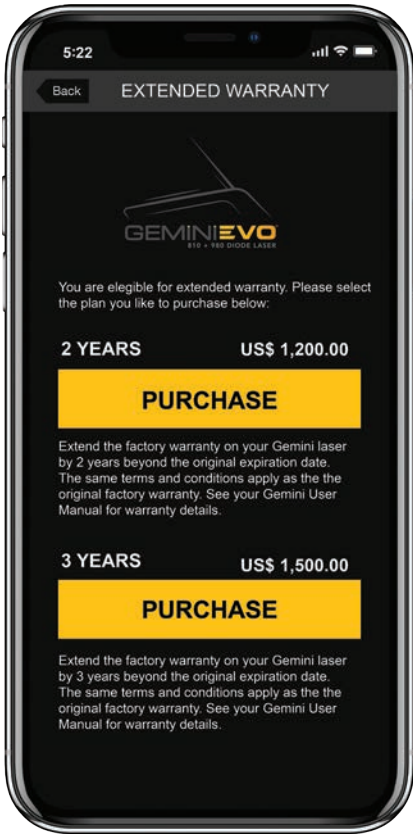 5:22
Back
EXTENDED WARRANTY
GEMINIEVO
810 + 980 DIODE LASER
You are elegible for extended warranty. Please select
the plan you like to purchase below:
2 YEARS US$ 1,200.00
PURCHASE
Extend the factory warranty on your Gemini laser
by 2 years beyond the original expiration date.
The same terms and conditions apply as the the
original factory warranty. See your Gemini User
Manual for warranty details.
3 YEARS US$ 1,500.00
PURCHASE
Extend the factory warranty on your Gemini laser
by 3 years beyond the original expiration date.
The same terms and conditions apply as the the
original factory warranty. See your Gemini User
Manual for warranty details.